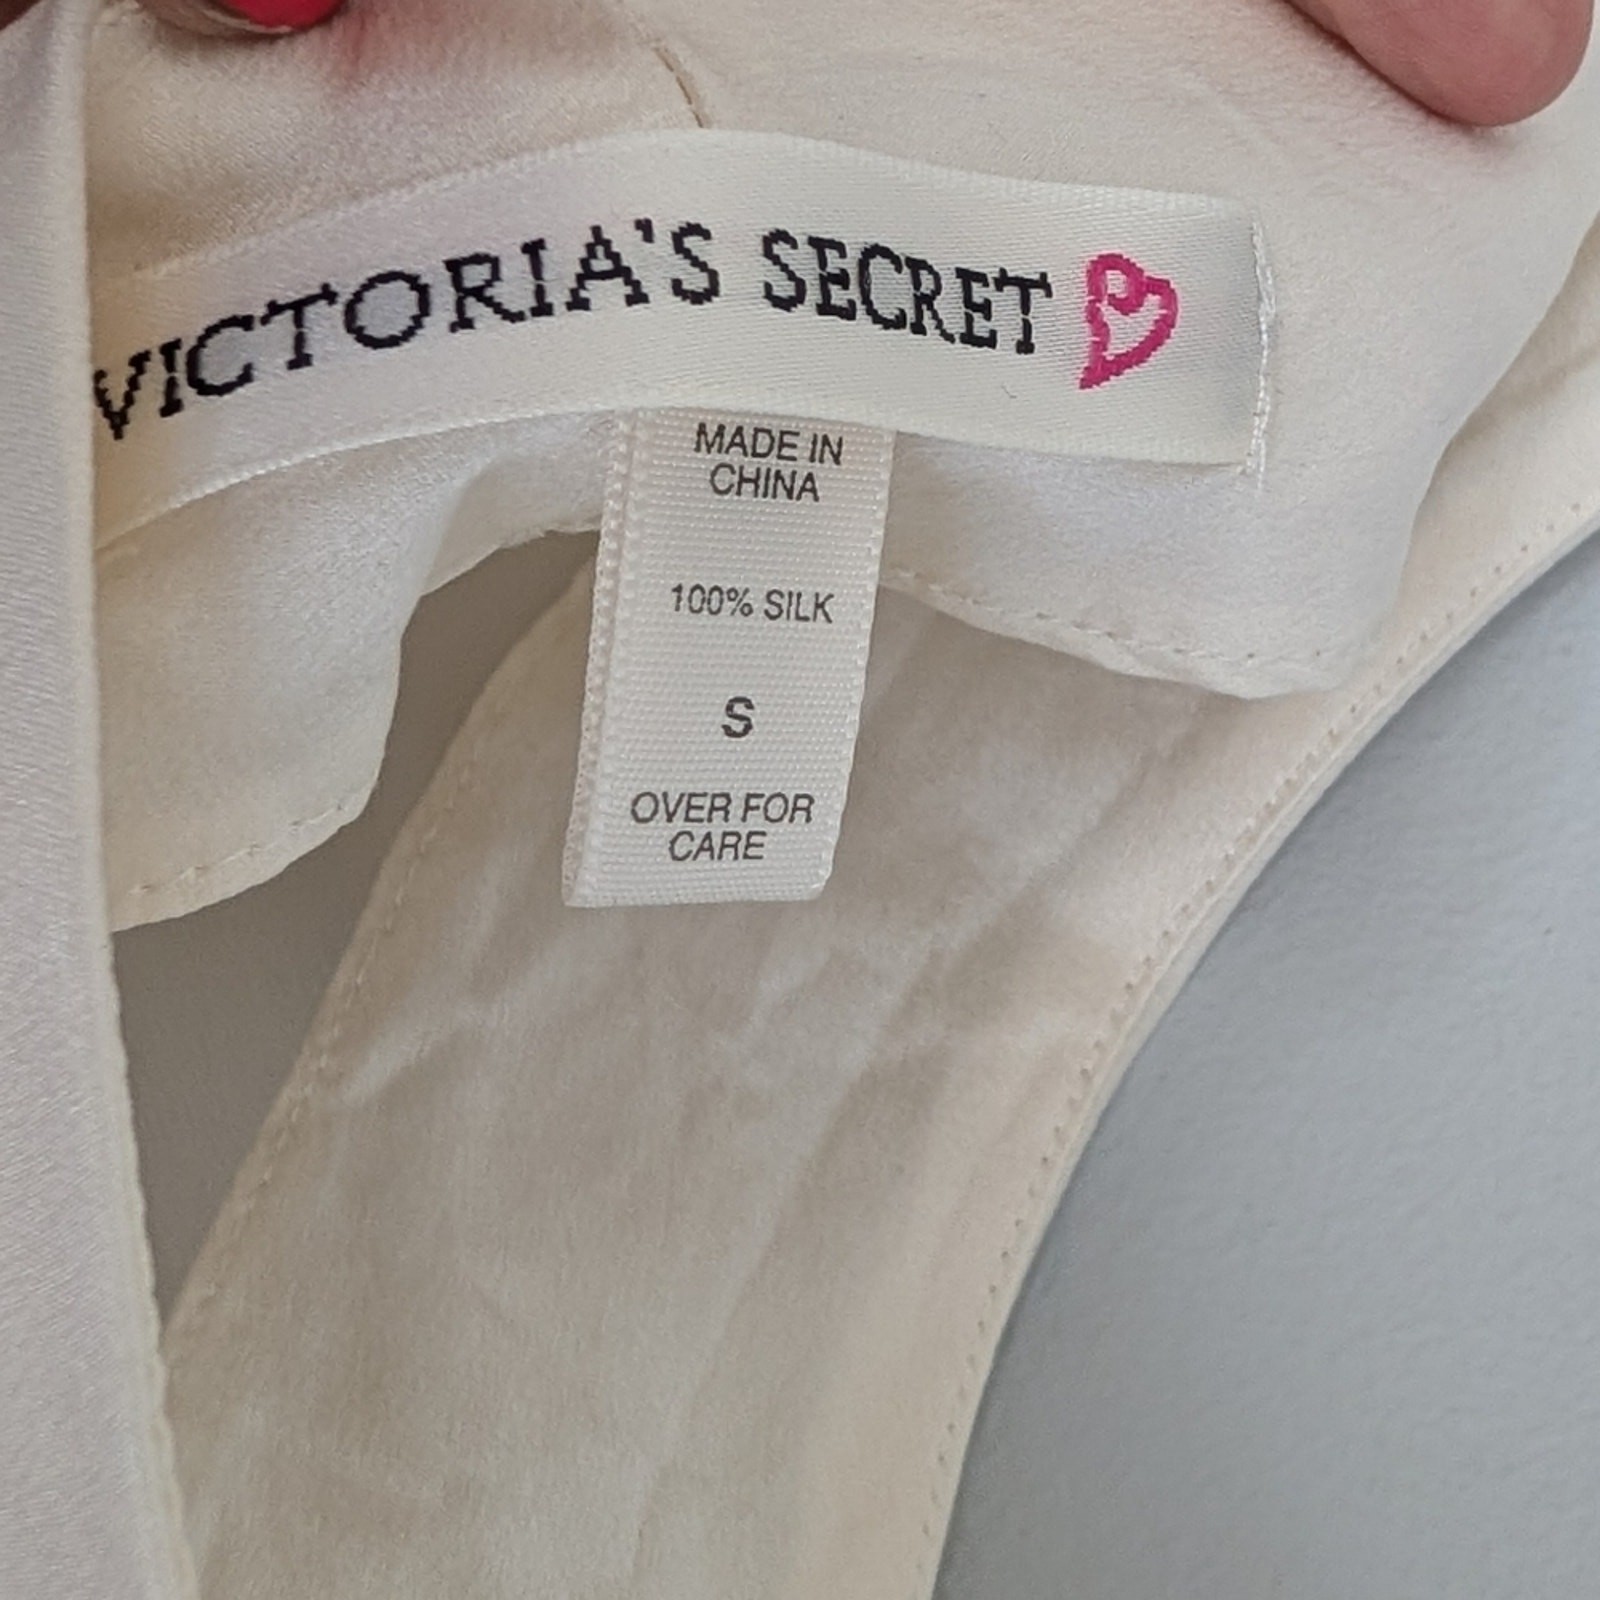 VICTORIA'S SECRET
MADE IN
CHINA
100% SILK
S
OVER FOR
CARE